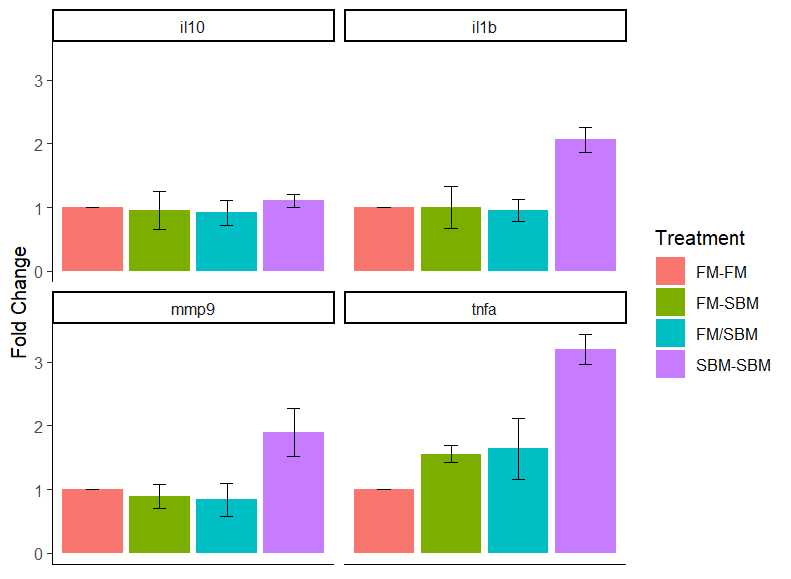 il10
il1b
3
2
1
0
mmp9
tnfa
3
2
1
0
Fold Change
Treatment
FM-FM
FM-SBM
FM/SBM
SBM-SBM